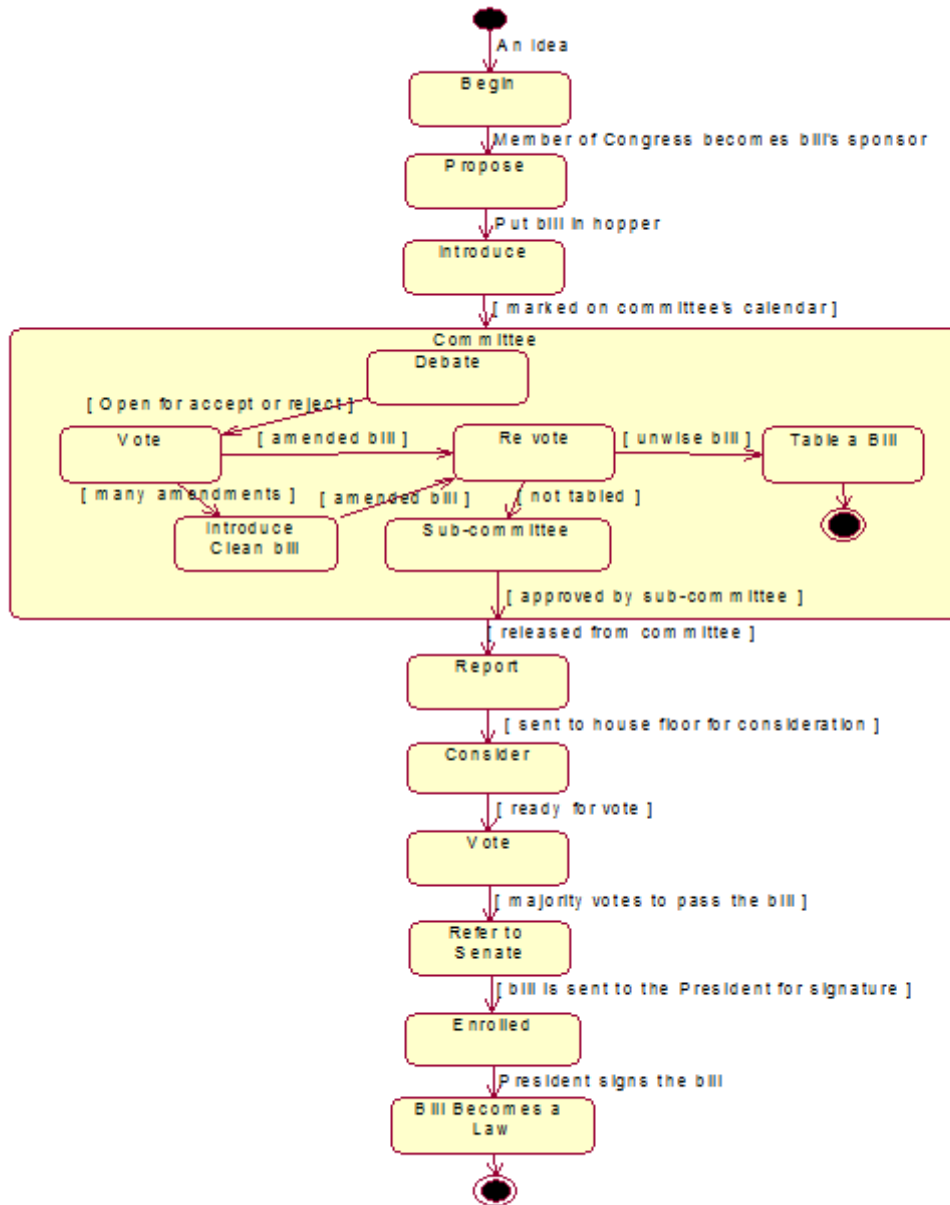 An idea
Begin
Member of Congress becomes bill's sponsor
Propose
Put bill in hopper
Introduce
[ marked on committee's calendar ]
Committee
Debate
[ Open for accept or reject ]
Vote
[ amended bill ]
Re vote
[ unwise bill ]
Table a Bill
[ many amendments ]
[ amended bill ]
[ not tabled ]
Introduce
Clean bill
Sub-committee
[ approved by sub-committee ]
[ released from committee ]
Report
[ sent to house floor for consideration ]
Consider
[ ready for vote ]
Vote
[ majority votes to pass the bill ]
Refer to
Senate
[ bill is sent to the President for signature ]
Enrolled
President signs the bill
Bill Becomes a
Law